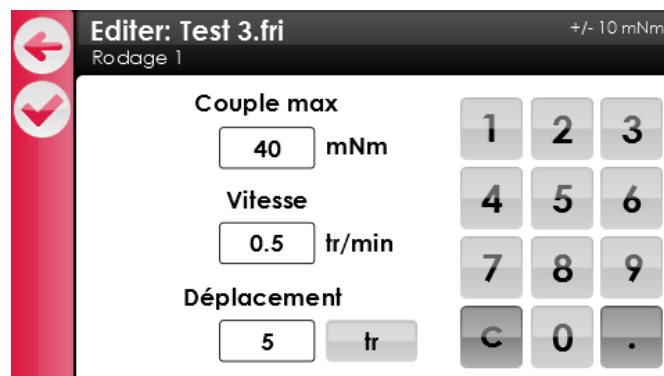 Editer: Test 3.fri
+/- 10 mNm
Rodage 1
Couple max
40 mNm
Vitesse
0.5 tr/min
Déplacement
5 tr
1 2 3
4 5 6
7 8 9
C 0 .